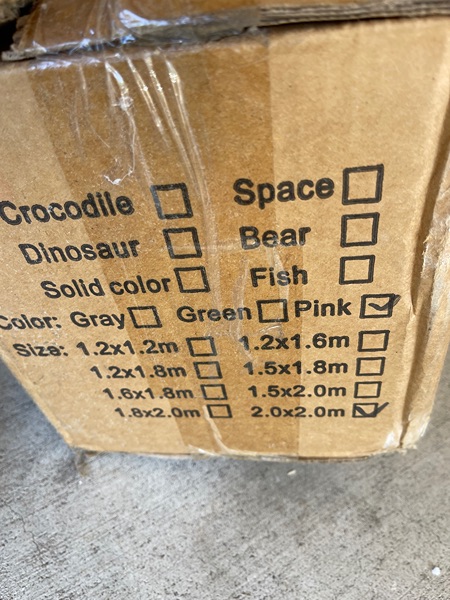 Crocodile ☐ Space ☐
Dinosaur ☐ Bear ☐
Solid color ☐ Fish ☐
Color: Gray ☐ Green ☐ Pink ☑
Size: 1.2x1.2m ☐ 1.2x1.6m ☐
1.2x1.8m ☐ 1.5x1.8m ☐
1.6x1.8m ☐ 1.5x2.0m ☐
1.8x2.0m ☐ 2.0x2.0m ☑